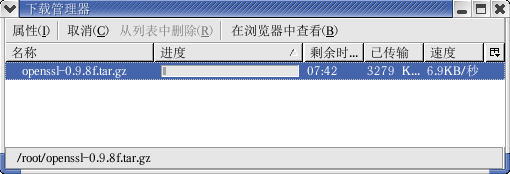 下载管理器
属性(I) 取消(C) 从列表中删除(R) 在浏览器中查看(B)
名称 进度 剩余时... 已传输 速度
openssl-0.9.8f.tar.gz 07:42 3279 K... 6.9KB/秒
/root/openssl-0.9.8f.tar.gz